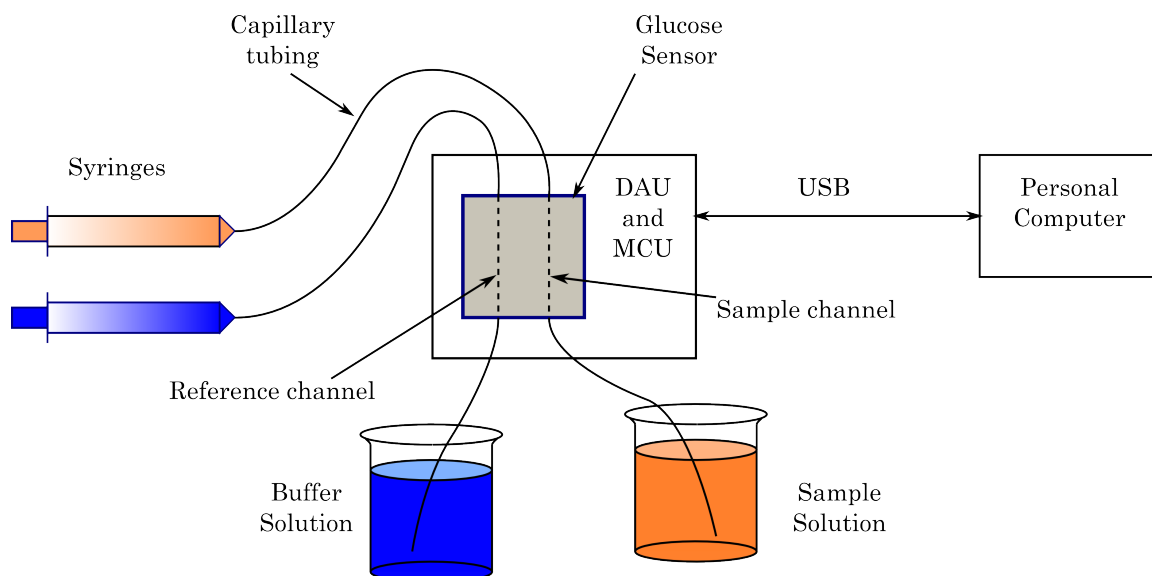 Capillary
tubing
Glucose
Sensor
Syringes
DAU
and
MCU
USB
Personal
Computer
Sample channel
Reference channel
Buffer
Solution
Sample
Solution